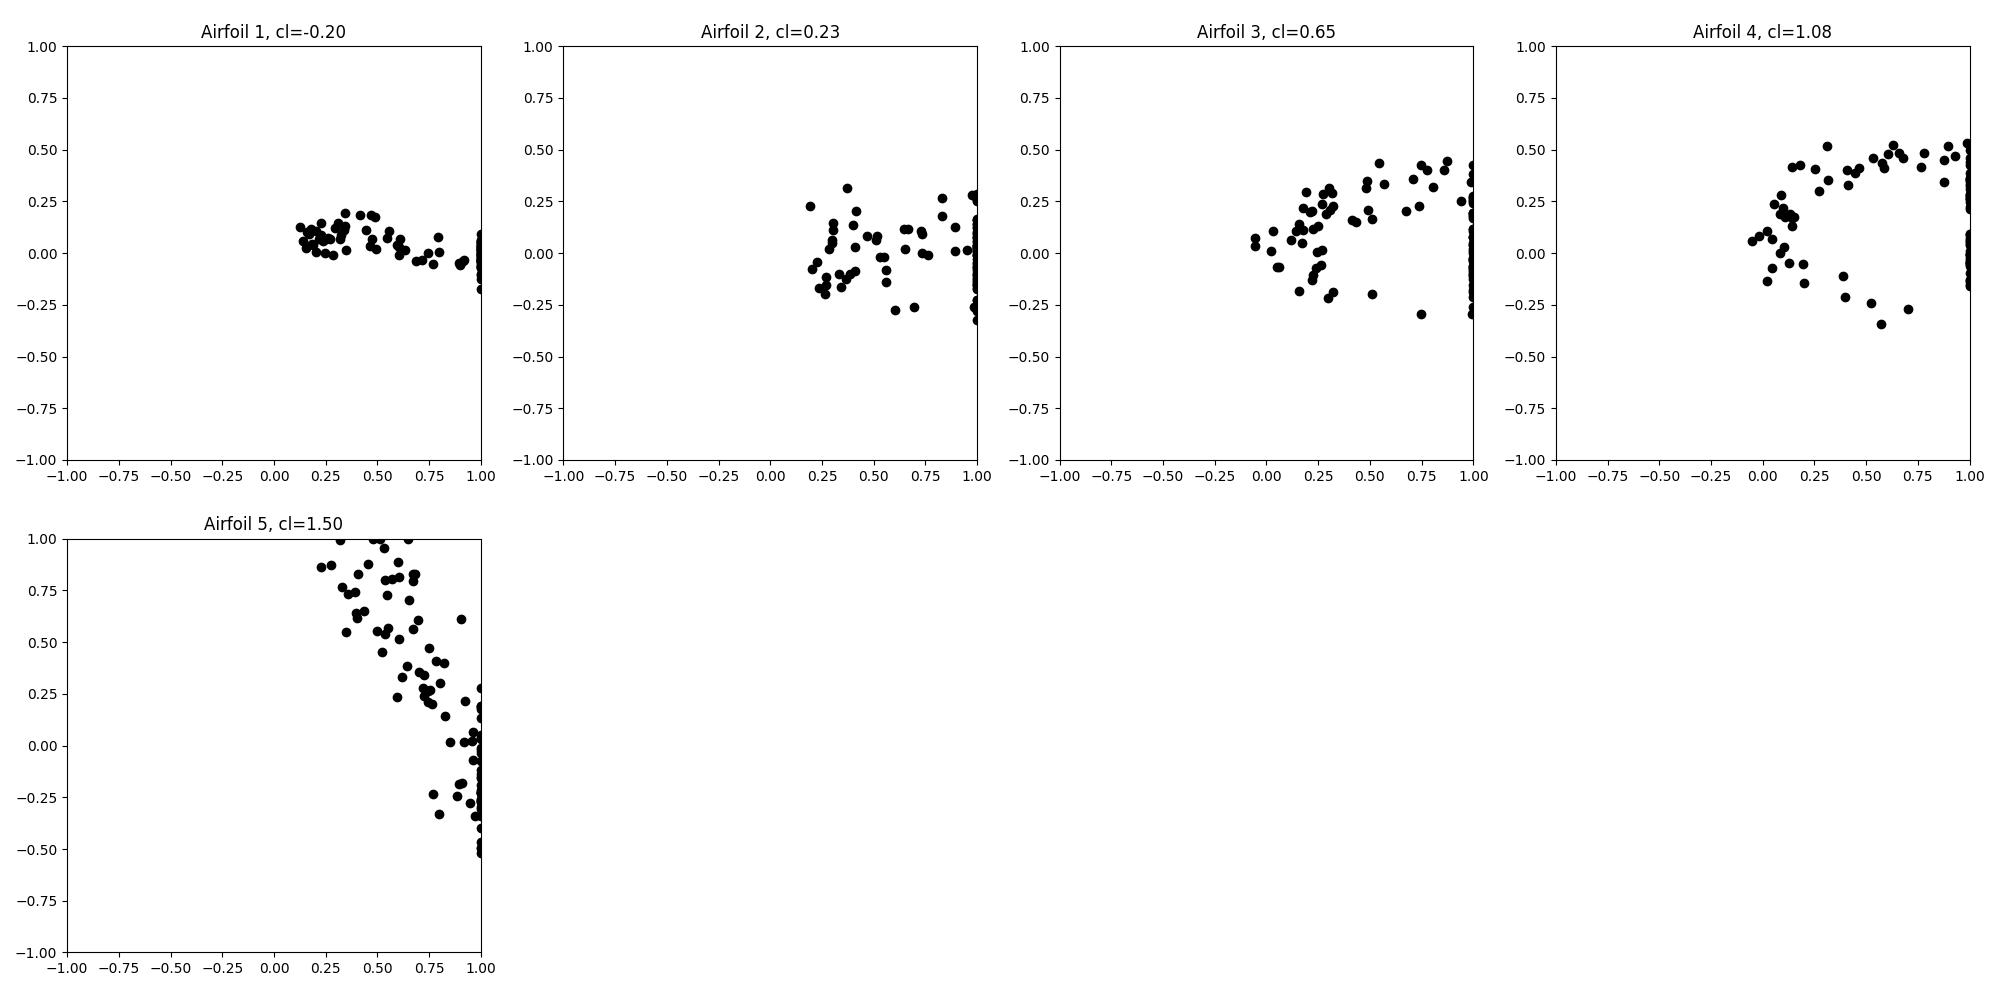 Airfoil 1, cl=-0.20
Airfoil 2, cl=0.23
Airfoil 3, cl=0.65
Airfoil 4, cl=1.08
1.00 1.00 1.00 1.00
0.75 0.75 0.75 0.75
0.50 0.50 0.50 0.50
0.25 0.25 0.25 0.25
0.00 0.00 0.00 0.00
−0.25 −0.25 −0.25 −0.25
−0.50 −0.50 −0.50 −0.50
−0.75 −0.75 −0.75 −0.75
−1.00 −1.00 −1.00 −1.00
−1.00 −0.75 −0.50 −0.25 0.00 0.25 0.50 0.75 1.00
−1.00 −0.75 −0.50 −0.25 0.00 0.25 0.50 0.75 1.00
−1.00 −0.75 −0.50 −0.25 0.00 0.25 0.50 0.75 1.00
−1.00 −0.75 −0.50 −0.25 0.00 0.25 0.50 0.75 1.00
Airfoil 5, cl=1.50
1.00
0.75
0.50
0.25
0.00
−0.25
−0.50
−0.75
−1.00
−1.00 −0.75 −0.50 −0.25 0.00 0.25 0.50 0.75 1.00